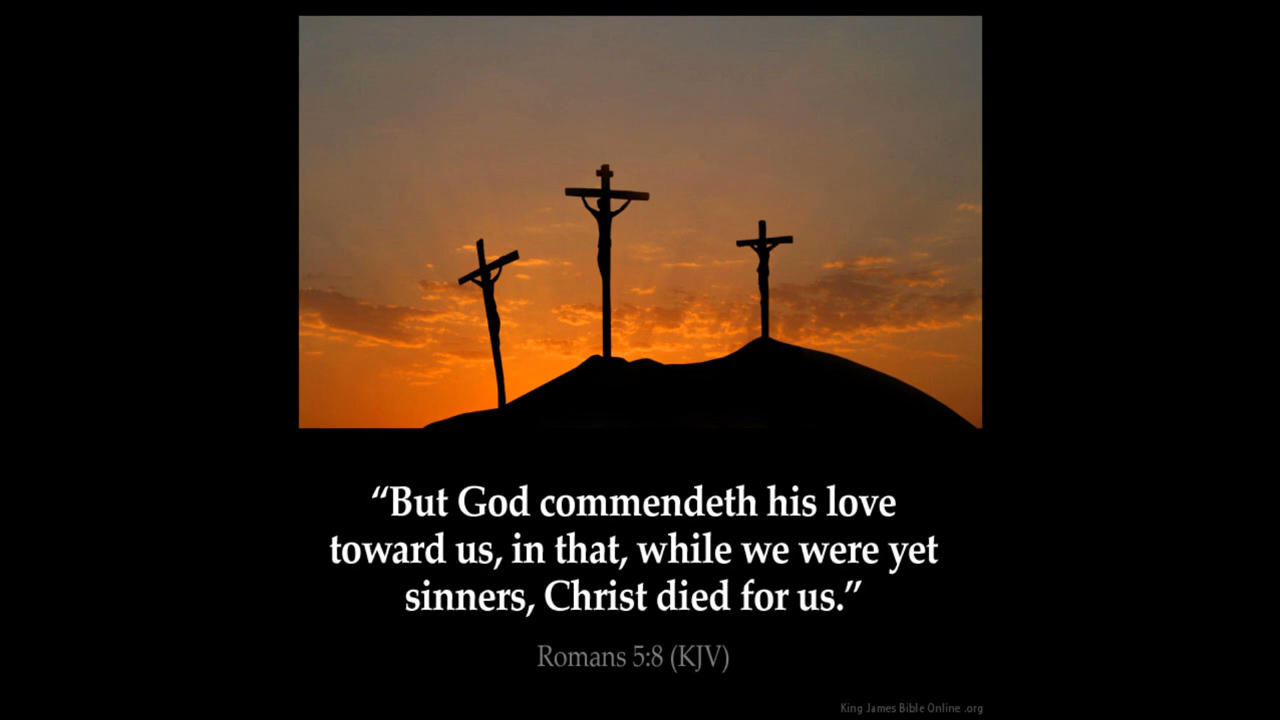 “But God commendeth his love
toward us, in that, while we were yet
sinners, Christ died for us.”
Romans 5:8 (KJV)
King James Bible Online .org